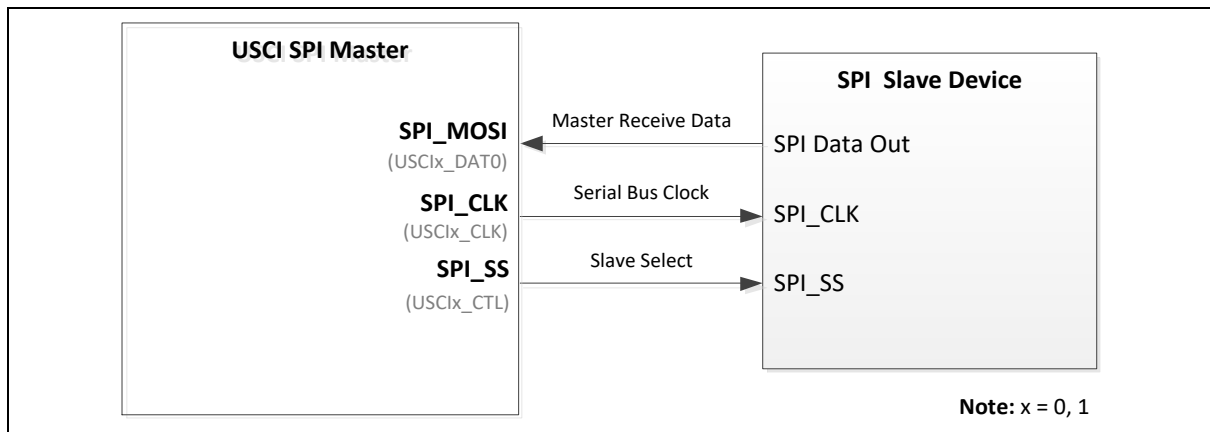 USCI SPI Master
SPI Slave Device
SPI_MOSI
(USCIx_DAT0)
Master Receive Data
SPI Data Out
SPI_CLK
(USCIx_CLK)
Serial Bus Clock
SPI_CLK
SPI_SS
(USCIx_CTL)
Slave Select
SPI_SS
Note: x = 0, 1